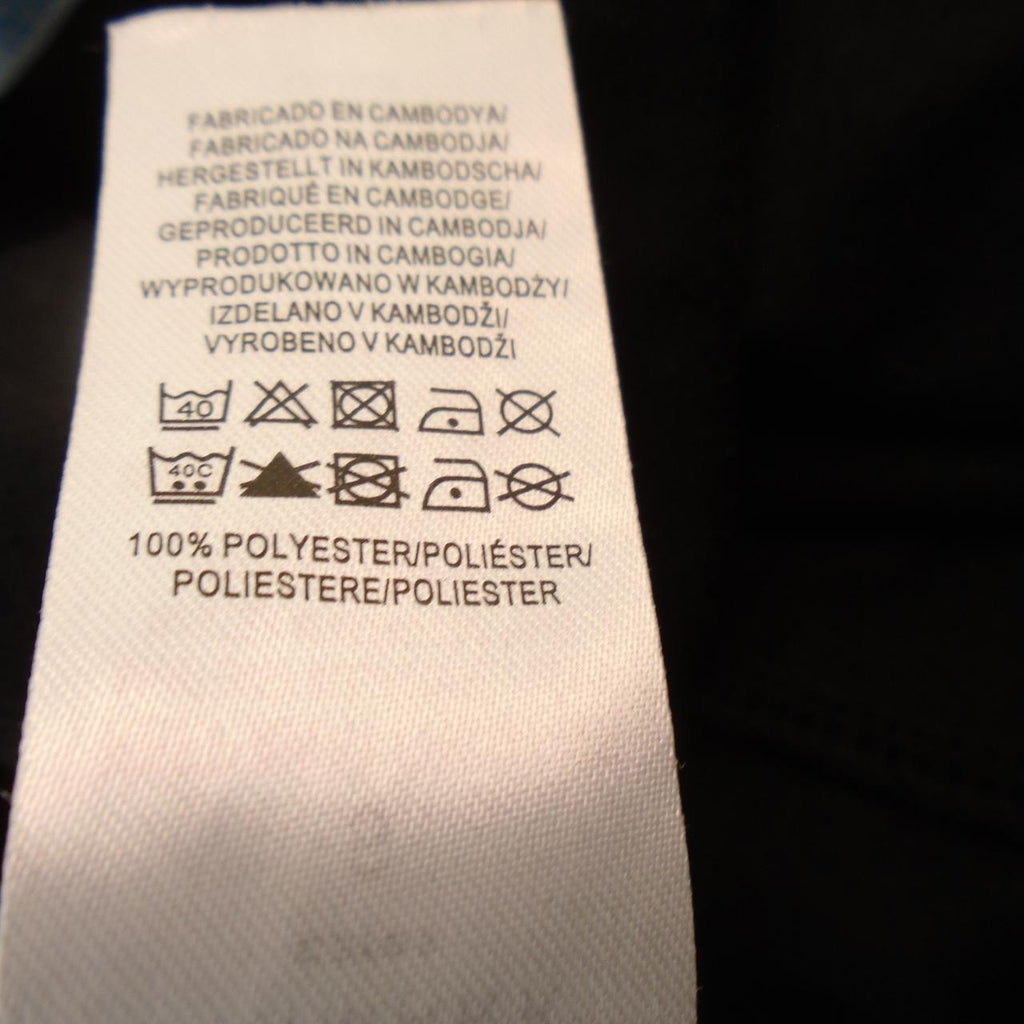 FABRICADO EN CAMBODYA/
FABRICADO NA CAMBODJA/
HERGESTELLT IN KAMBODSCHA/
FABRIQUÉ EN CAMBODGE/
GEPRODUCEERD IN CAMBODJA/
PRODOTTO IN CAMBOGIA/
WYPRODUKOWANO W KAMBODŻY/
IZDELANO V KAMBODŽI/
VYROBENO V KAMBODŽI
40
40C
100% POLYESTER/POLIÉSTER/
POLIESTERE/POLIESTER